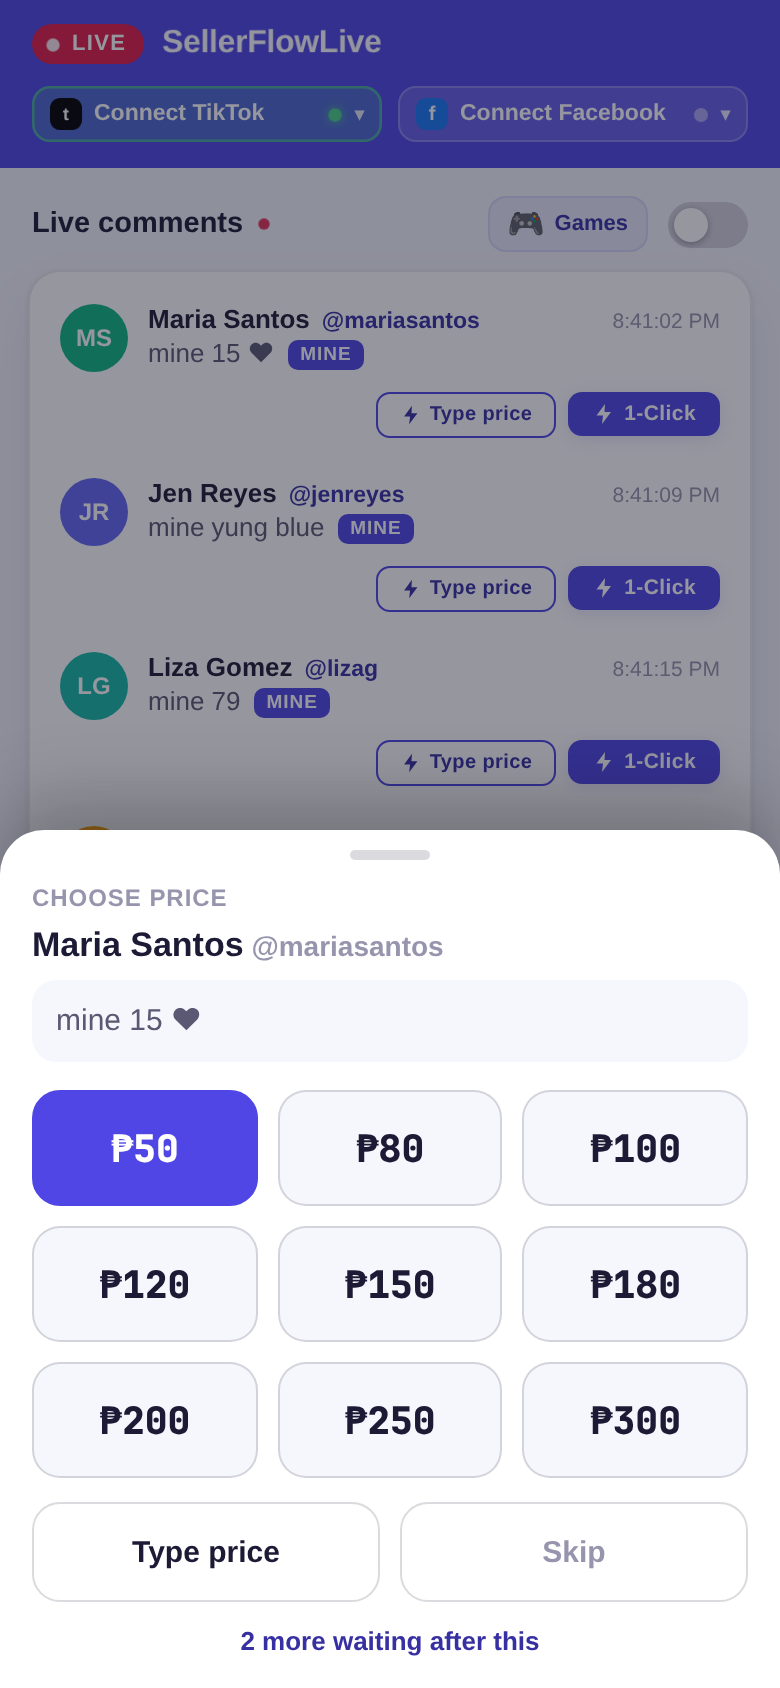 LIVE SellerFlowLive
t Connect TikTok ▾ f Connect Facebook ▾
Live comments 🎮 Games
MS Maria Santos @mariasantos 8:41:02 PM
mine 15 ♥ MINE
Type price 1-Click
JR Jen Reyes @jenreyes 8:41:09 PM
mine yung blue MINE
Type price 1-Click
LG Liza Gomez @lizag 8:41:15 PM
mine 79 MINE
Type price 1-Click
CHOOSE PRICE
Maria Santos @mariasantos
mine 15 ♥
₱50 ₱80 ₱100
₱120 ₱150 ₱180
₱200 ₱250 ₱300
Type price Skip
2 more waiting after this